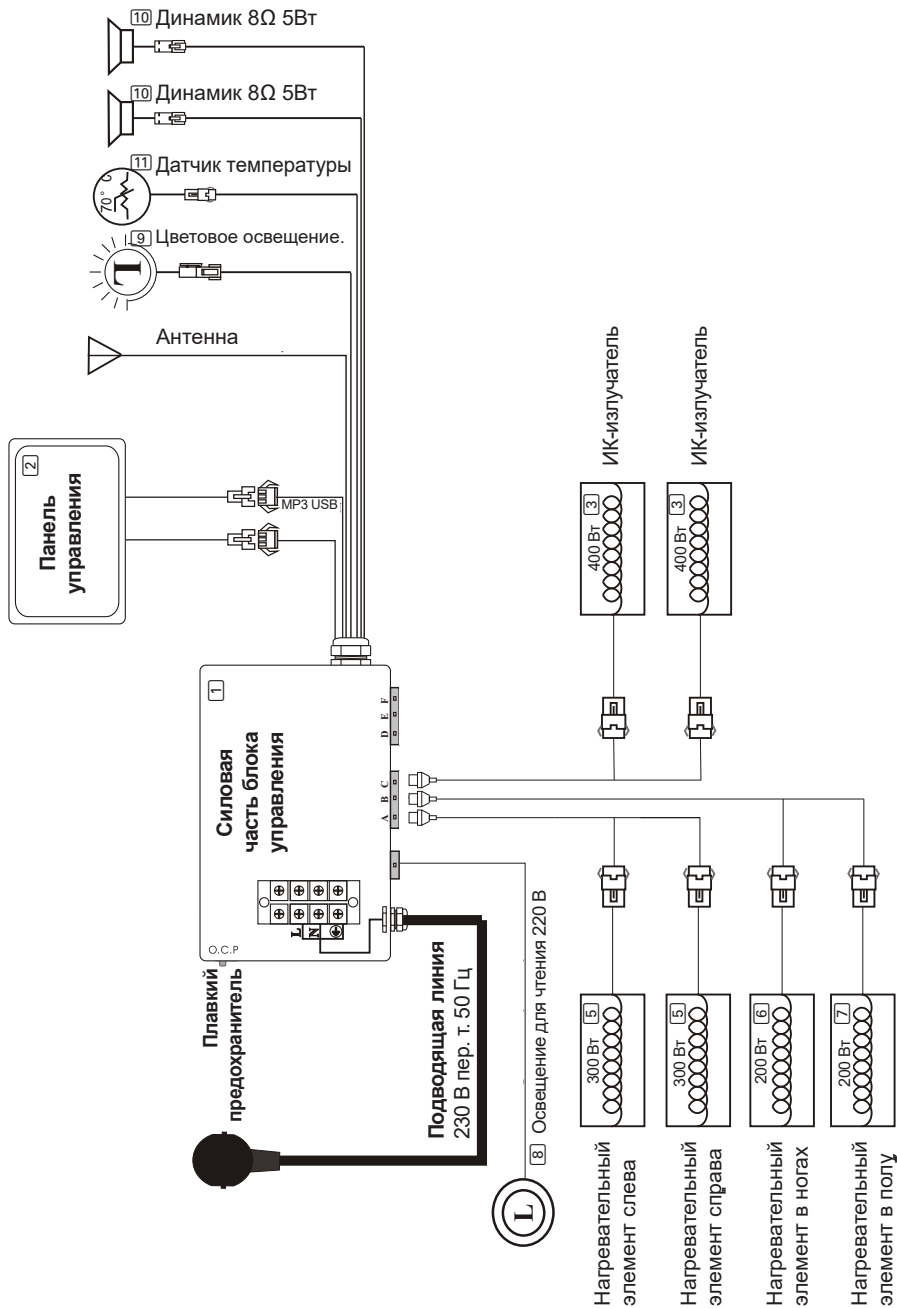 10 Динамик 8Ω 5Вт
10 Динамик 8Ω 5Вт
11 Датчик температуры
70° C
9 Цветовое освещение.
L
Антенна
2
Панель
управления
MP3 USB
1
Силовая
часть блока
управления
O.C.P
L
N
A B C
D E F
Плавкий
предохранитель
Подводящая линия
230 В пер. т. 50 Гц
8 Освещение для чтения 220 В
L
3
400 Вт
ИК-излучатель
3
400 Вт
ИК-излучатель
5
300 Вт
Нагревательный
элемент слева
5
300 Вт
Нагревательный
элемент справа
6
200 Вт
Нагревательный
элемент в ногах
7
200 Вт
Нагревательный
элемент в полу